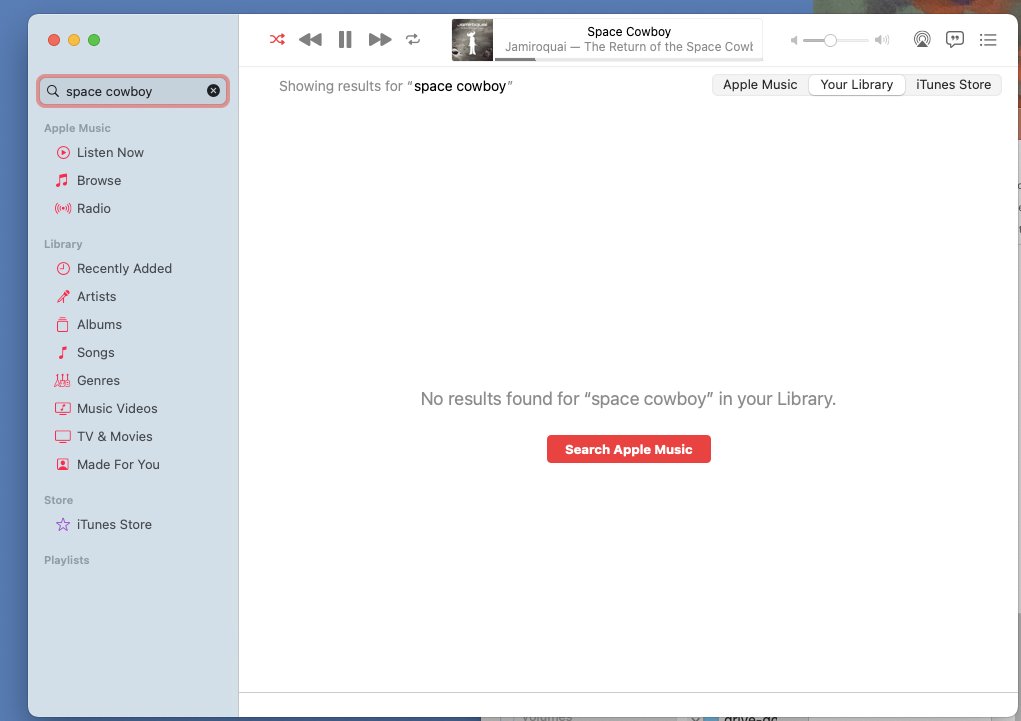 space cowboy
Apple Music
Listen Now
Browse
Radio
Library
Recently Added
Artists
Albums
Songs
Genres
Music Videos
TV & Movies
Made For You
Store
iTunes Store
Playlists
Space Cowboy
Jamiroquai — The Return of the Space Cowb
Showing results for “space cowboy”
Apple Music
Your Library
iTunes Store
No results found for “space cowboy” in your Library.
Search Apple Music